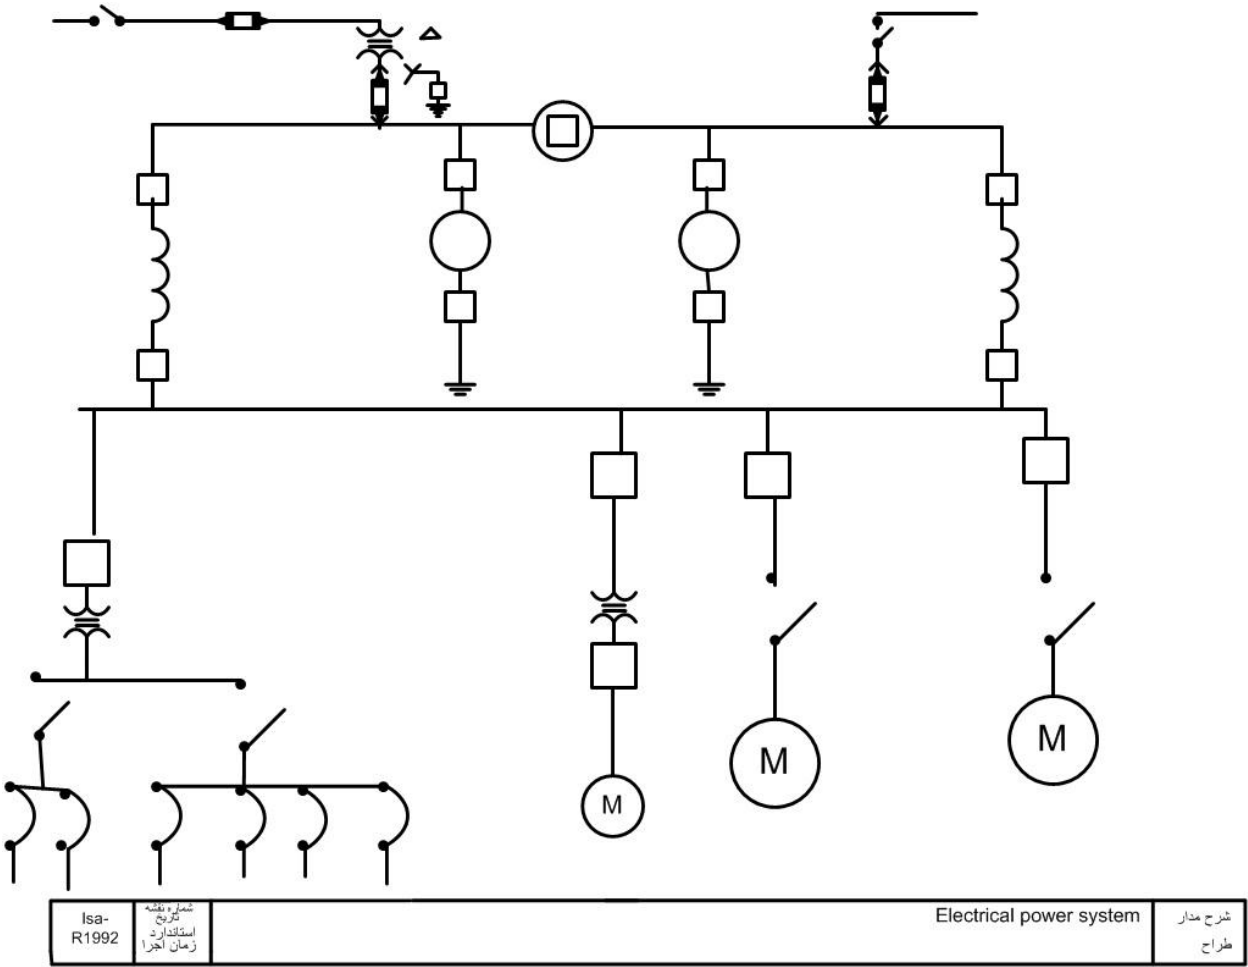 M
M
M
Isa-
R1992
شماره نقشه
تاریخ
استاندارد
زمان اجرا
Electrical power system
شرح مدار
طراح